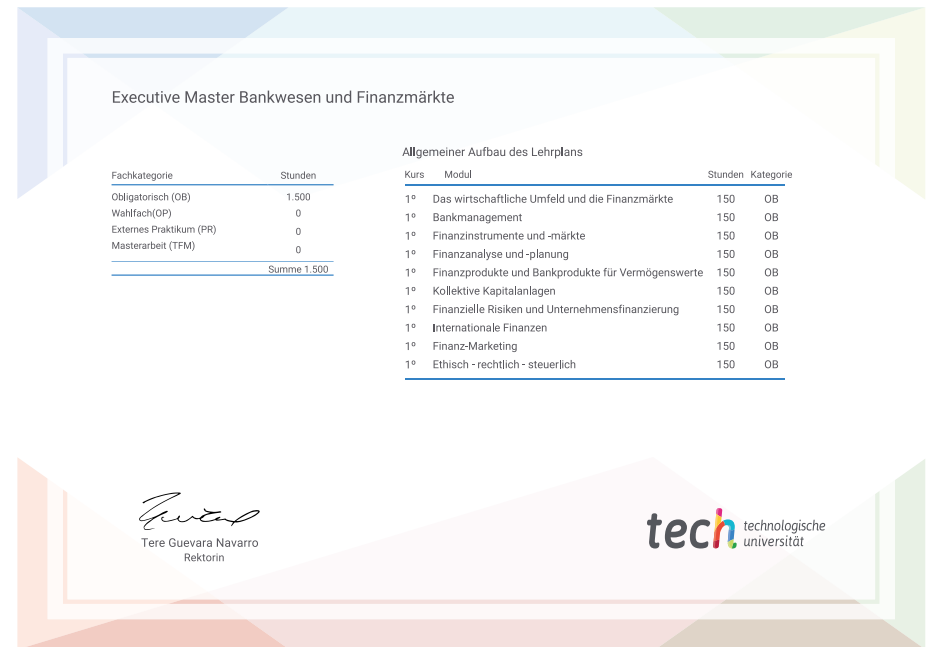 Executive Master Bankwesen und Finanzmärkte
Fachkategorie Stunden
Obligatorisch (OB) 1.500
Wahlfach(OP) 0
Externes Praktikum (PR) 0
Masterarbeit (TFM) 0
Summe 1.500
Allgemeiner Aufbau des Lehrplans
Kurs Modul Stunden Kategorie
1º Das wirtschaftliche Umfeld und die Finanzmärkte 150 OB
1º Bankmanagement 150 OB
1º Finanzinstrumente und -märkte 150 OB
1º Finanzanalyse und -planung 150 OB
1º Finanzprodukte und Bankprodukte für Vermögenswerte 150 OB
1º Kollektive Kapitalanlagen 150 OB
1º Finanzielle Risiken und Unternehmensfinanzierung 150 OB
1º Internationale Finanzen 150 OB
1º Finanz-Marketing 150 OB
1º Ethisch - rechtlich - steuerlich 150 OB
Tere Guevara Navarro
Rektorin
tech technologische
universität